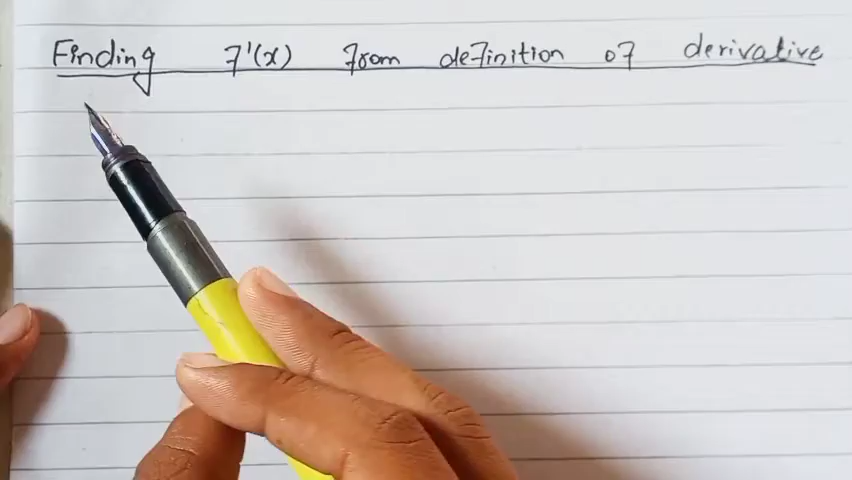 Finding f'(x) from definition of derivative